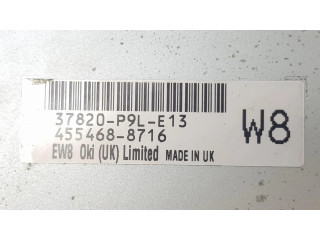 37820-P9L-E13
455468-8716
EW8 Oki (UK) Limited MADE IN UK
W8